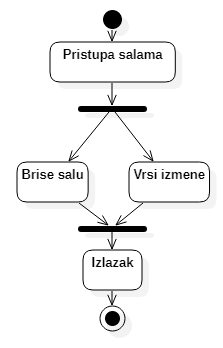 Pristupa salama
Brise salu
Vrsi izmene
Izlazak